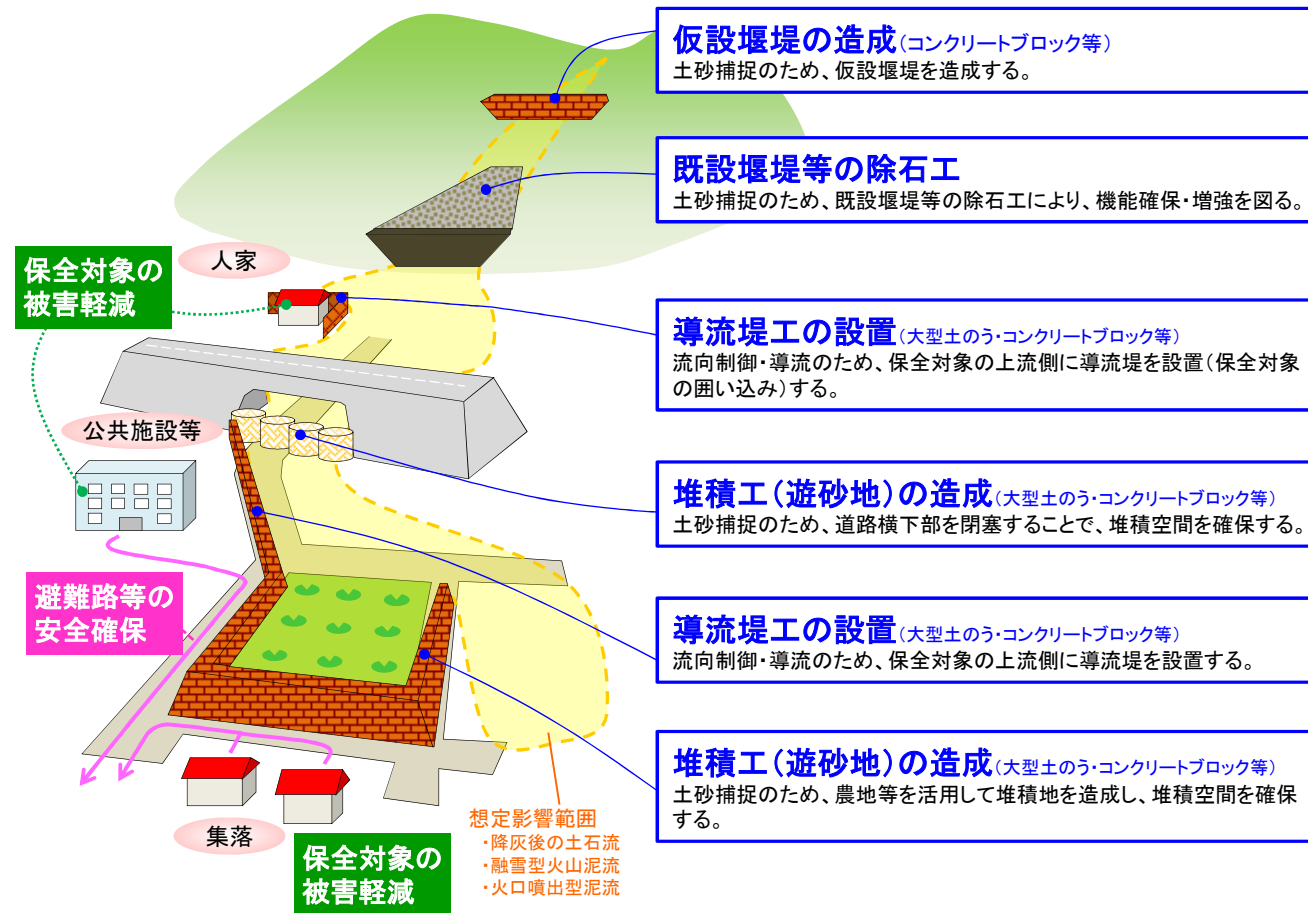 仮設堰堤の造成(コンクリートブロック等)
土砂捕捉のため、仮設堰堤を造成する。
既設堰堤等の除石工
土砂捕捉のため、既設堰堤等の除石工により、機能確保・増強を図る。
人家
保全対象の
被害軽減
導流堤工の設置(大型土のう・コンクリートブロック等)
流向制御・導流のため、保全対象の上流側に導流堤を設置(保全対象
の囲い込み)する。
公共施設等
堆積工(遊砂地)の造成(大型土のう・コンクリートブロック等)
土砂捕捉のため、道路横下部を閉塞することで、堆積空間を確保する。
避難路等の
安全確保
導流堤工の設置(大型土のう・コンクリートブロック等)
流向制御・導流のため、保全対象の上流側に導流堤を設置する。
堆積工(遊砂地)の造成(大型土のう・コンクリートブロック等)
土砂捕捉のため、農地等を活用して堆積地を造成し、堆積空間を確保
する。
集落
保全対象の
被害軽減
想定影響範囲
・降灰後の土石流
・融雪型火山泥流
・火口噴出型泥流